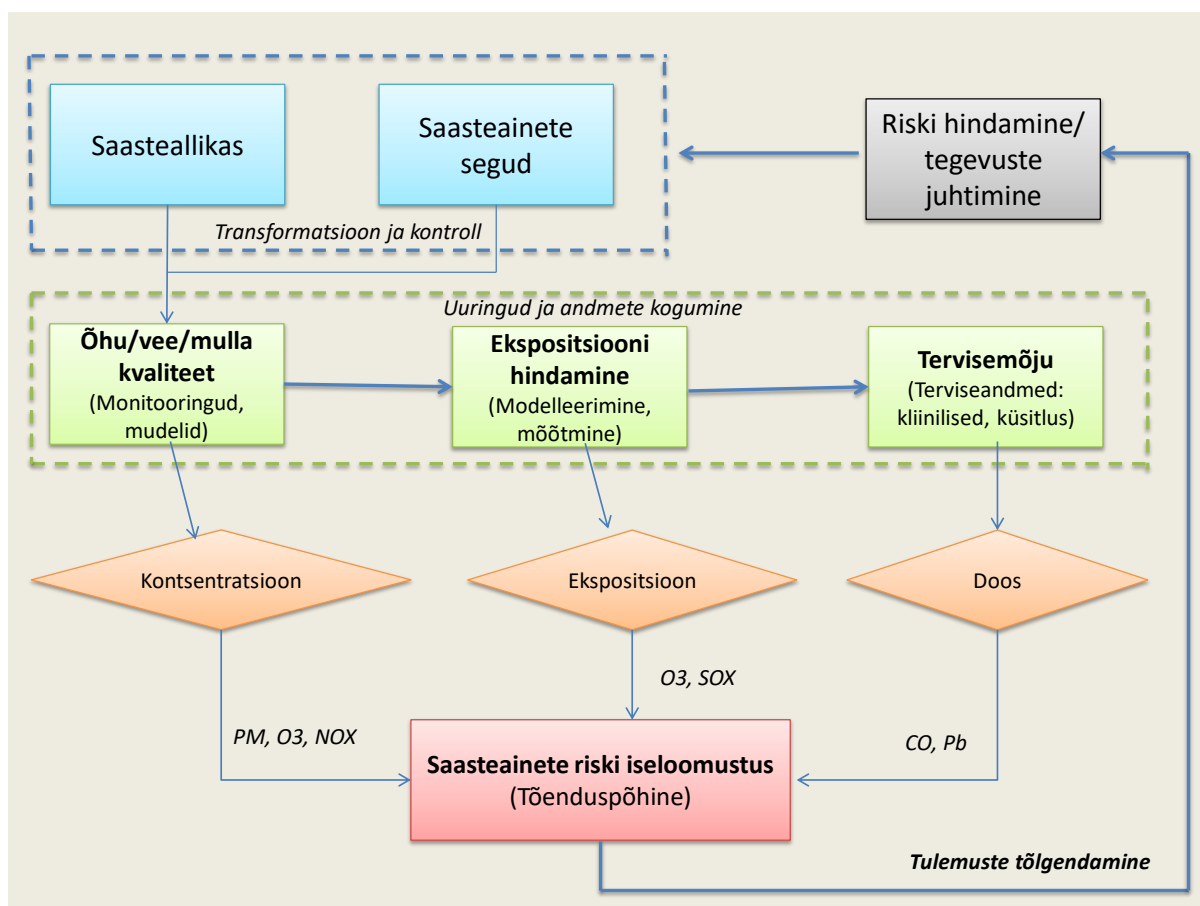 Saasteallikas
Saasteainete
segud
Riski hindamine/
tegevuste
juhtimine
Transformatsioon ja kontroll
Uuringud ja andmete kogumine
Õhu/vee/mulla
kvaliteet
(Monitooringud,
mudelid)
Ekspositsiooni
hindamine
(Modelleerimine,
mõõtmine)
Tervisemõju
(Terviseandmed:
kliinilised, küsitlus)
Kontsentratsioon
Ekspositsioon
Doos
O3, SOX
PM, O3, NOX
CO, Pb
Saasteainete riski iseloomustus
(Tõenduspõhine)
Tulemuste tõlgendamine